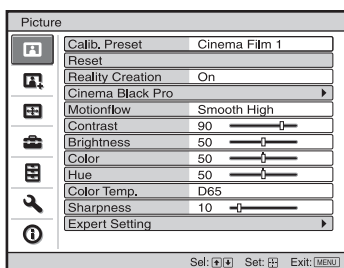 Picture
Calib. Preset Cinema Film 1
Reset
Reality Creation On
Cinema Black Pro
Motionflow Smooth High
Contrast 90
Brightness 50
Color 50
Hue 50
Color Temp. D65
Sharpness 10
Expert Setting
Sel: Set: Exit: MENU